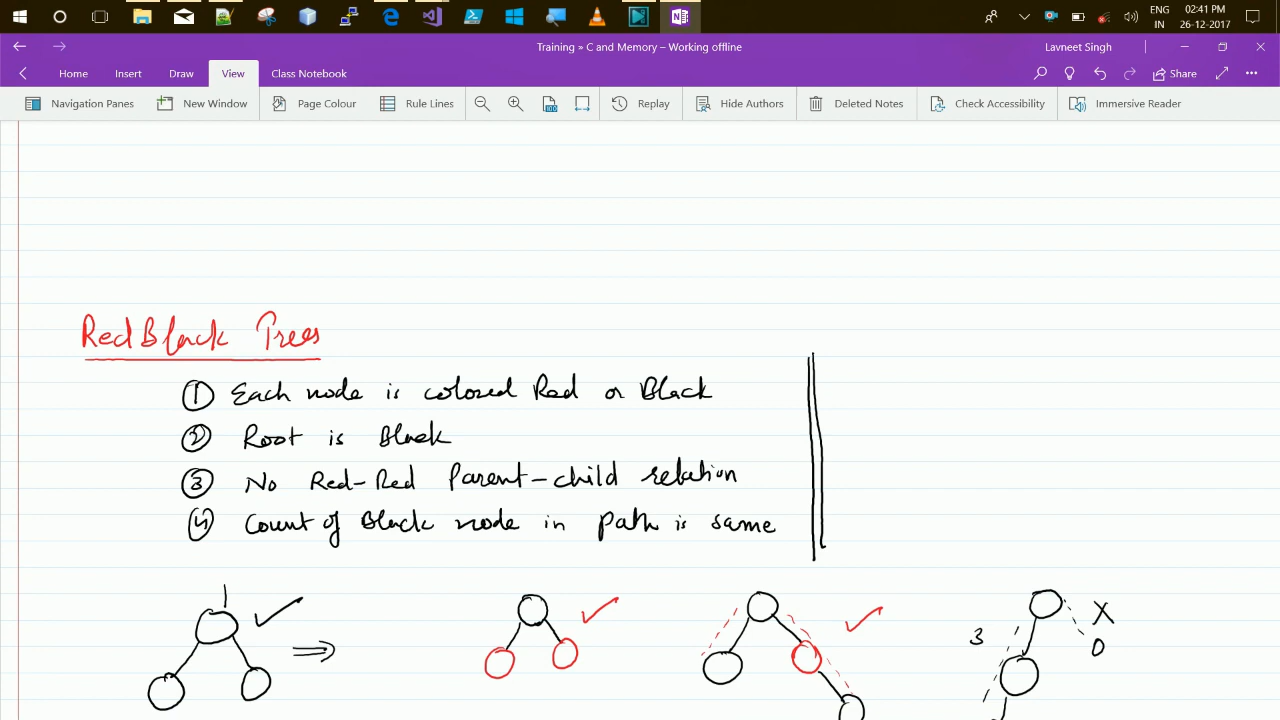 ENG
02:41 PM
IN
26-12-2017
Training » C and Memory – Working offline
Lavneet Singh
Home
Insert
Draw
View
Class Notebook
Share
Navigation Panes
New Window
Page Colour
Rule Lines
Replay
Hide Authors
Deleted Notes
Check Accessibility
Immersive Reader
Red Black Trees
① Each node is colored Red or Black
② Root is Black
③ No Red-Red Parent-child relation
④ Count of Black node in path is same
3
X
0